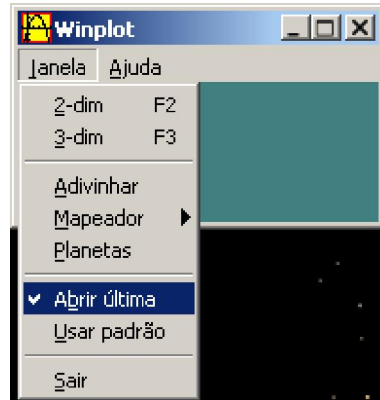 Winplot
Janela Ajuda
2-dim F2
3-dim F3
Adivinhar
Mapeador
Planetas
Abrir última
Usar padrão
Sair